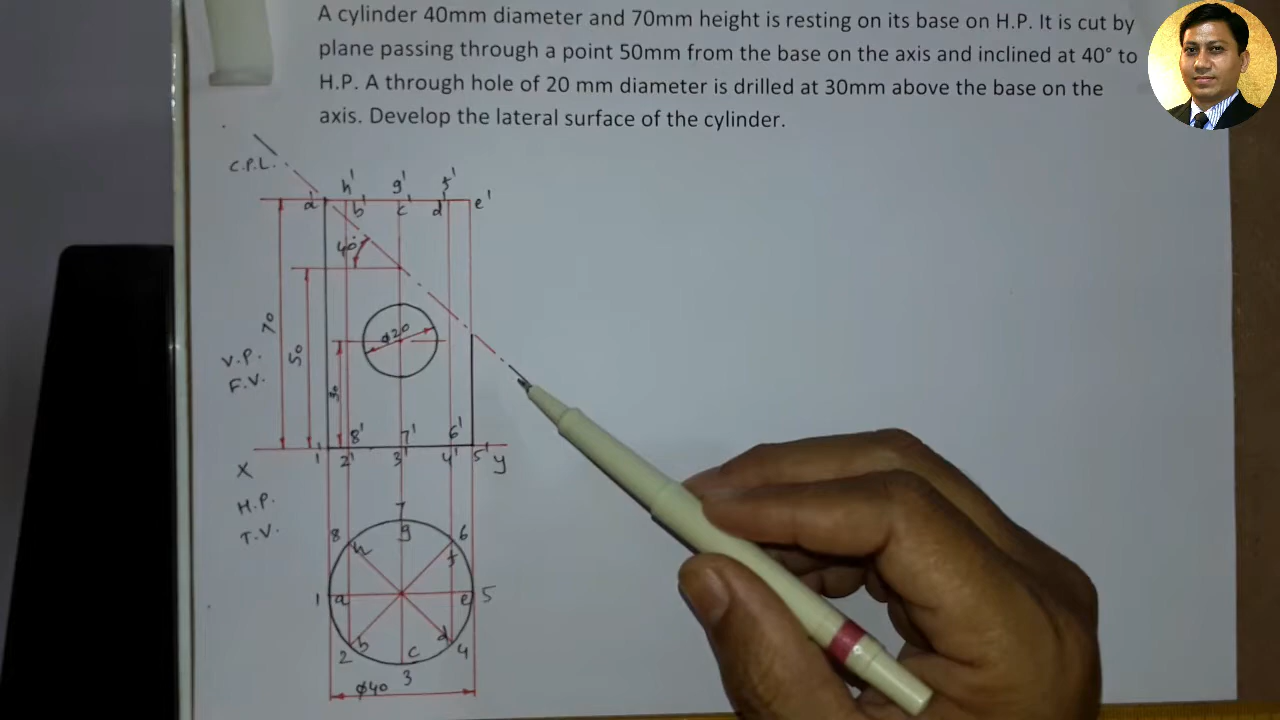 A cylinder 40mm diameter and 70mm height is resting on its base on H.P. It is cut by
plane passing through a point 50mm from the base on the axis and inclined at 40° to
H.P. A through hole of 20 mm diameter is drilled at 30mm above the base on the
axis. Develop the lateral surface of the cylinder.
C.P.L.
h' g' f'
a' b' c' d' e'
40°
φ20
70
50
30
V.P.
F.V.
8' 7' 6'
1' 2' 3' 4' 5'
X y
H.P.
T.V.
7
8 g 6
h f
1 a e 5
b d
2 c 4
3
φ40